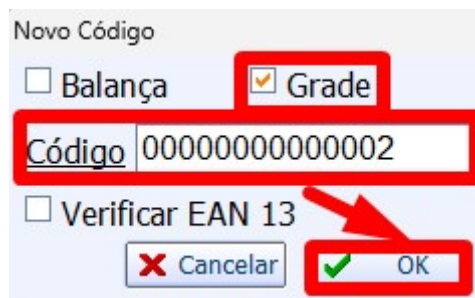 Novo Código
Balança Grade
Código 00000000000002
Verificar EAN 13
Cancelar OK